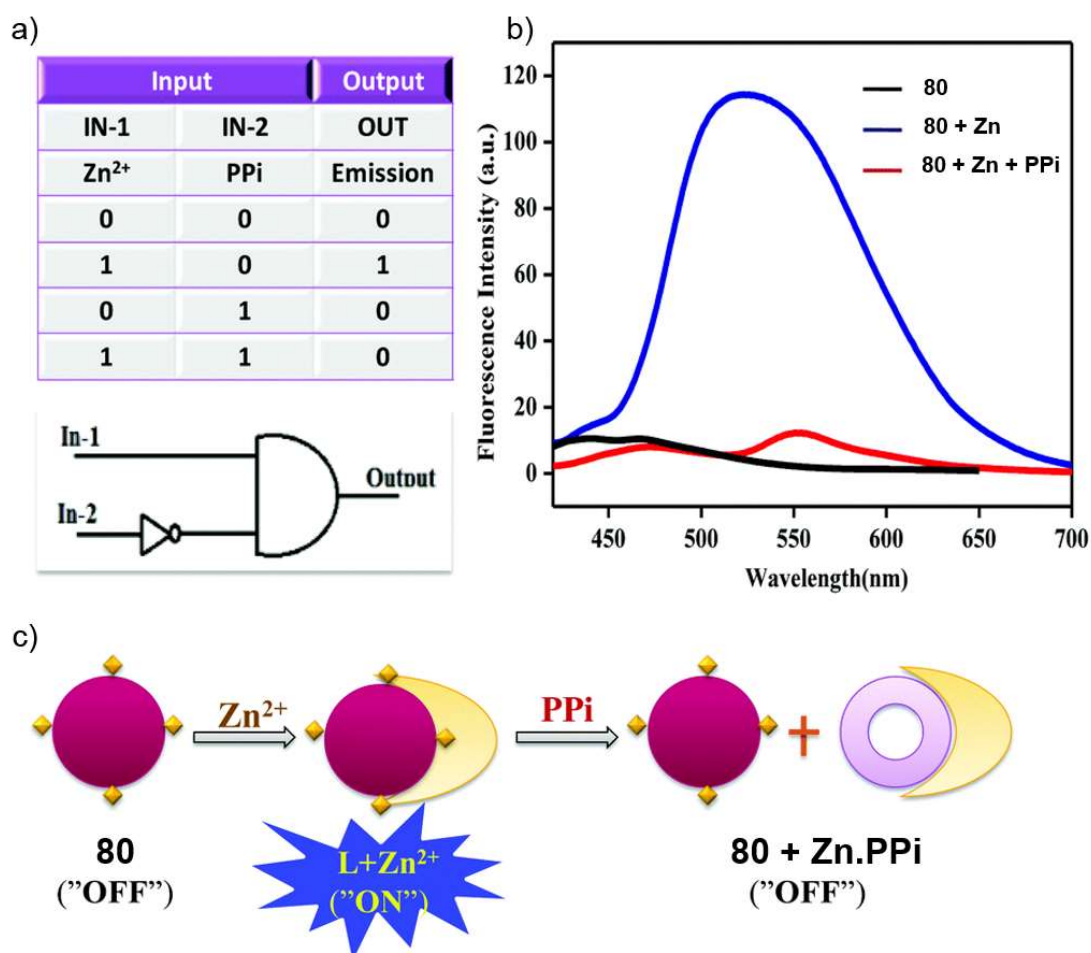 a)
Input Output
IN-1 IN-2 OUT
Zn²⁺ PPi Emission
0 0 0
1 0 1
0 1 0
1 1 0
In-1
In-2
Output
b)
Fluorescence Intensity (a.u.)
120
100
80
60
40
20
0
80
80 + Zn
80 + Zn + PPi
450 500 550 600 650 700
Wavelength(nm)
c)
Zn²⁺
PPi
80
("OFF")
L+Zn²⁺
("ON")
+
80 + Zn.PPi
("OFF")